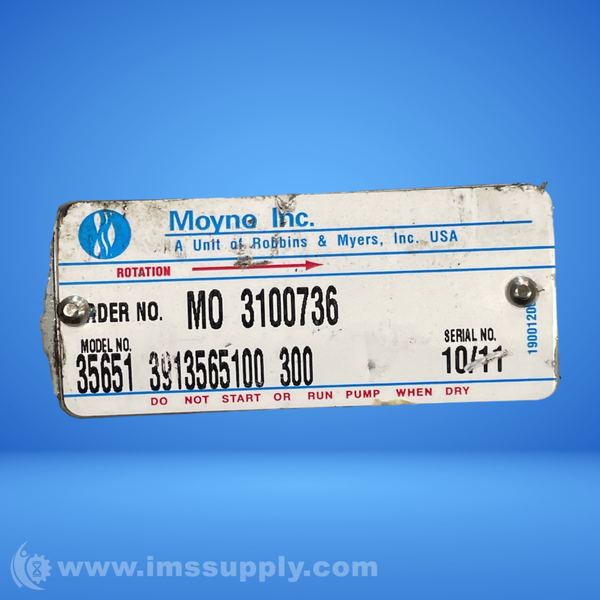 Moyno Inc.
A Unit of Robbins & Myers, Inc. USA
ROTATION
RDER NO. MO 3100736
MODEL NO. SERIAL NO.
35651 3913565100 300 10/11
DO NOT START OR RUN PUMP WHEN DRY
www.imssupply.com